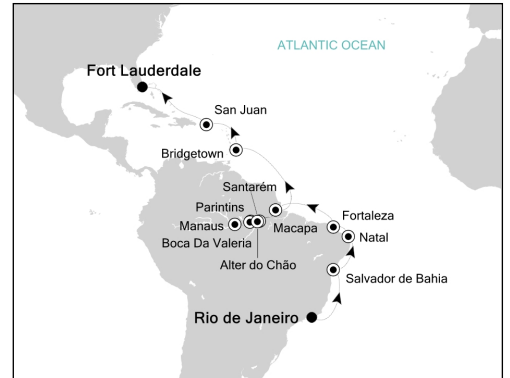 ATLANTIC OCEAN
Fort Lauderdale
San Juan
Bridgetown
Santarém
Parintins
Manaus
Macapa
Fortaleza
Natal
Boca Da Valeria
Alter do Chão
Salvador de Bahia
Rio de Janeiro